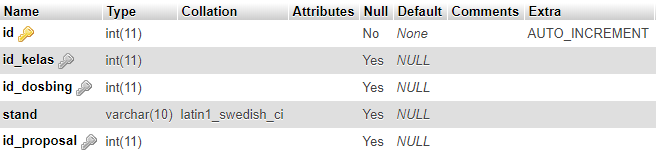 Name Type Collation Attributes Null Default Comments Extra
id int(11) No None AUTO_INCREMENT
id_kelas int(11) Yes NULL
id_dosbing int(11) Yes NULL
stand varchar(10) latin1_swedish_ci Yes NULL
id_proposal int(11) Yes NULL